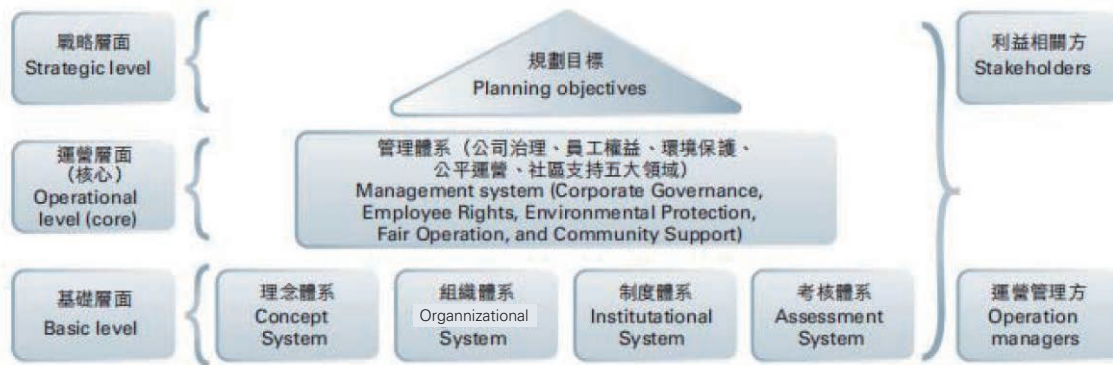 戰略層面
Strategic level
規劃目標
Planning objectives
利益相關方
Stakeholders
運營層面
（核心）
Operational
level (core)
管理體系（公司治理、員工權益、環境保護、
公平運營、社區支持五大領域）
Management system (Corporate Governance,
Employee Rights, Environmental Protection,
Fair Operation, and Community Support)
基礎層面
Basic level
理念體系
Concept
System
組織體系
Organnizational
System
制度體系
Institutational
System
考核體系
Assessment
System
運營管理方
Operation
managers